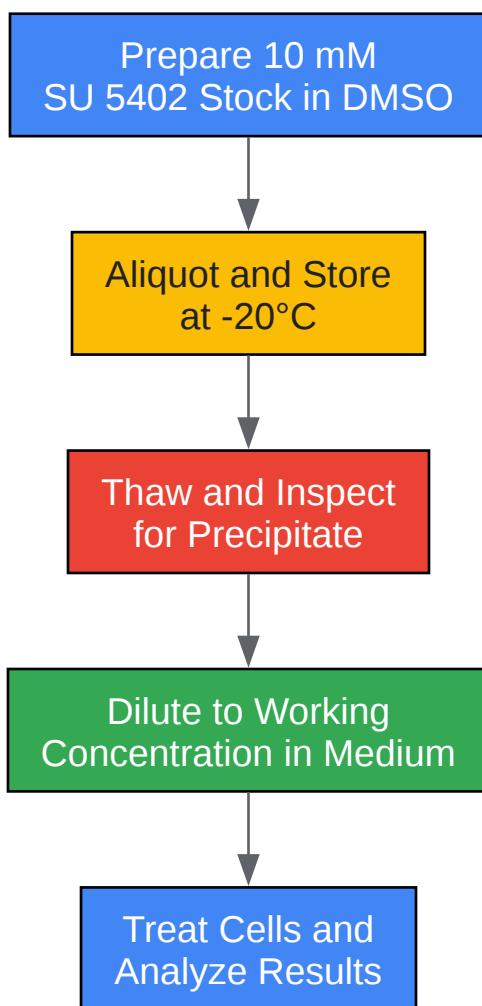 Prepare 10 mM
SU 5402 Stock in DMSO
Aliquot and Store
at -20°C
Thaw and Inspect
for Precipitate
Dilute to Working
Concentration in Medium
Treat Cells and
Analyze Results